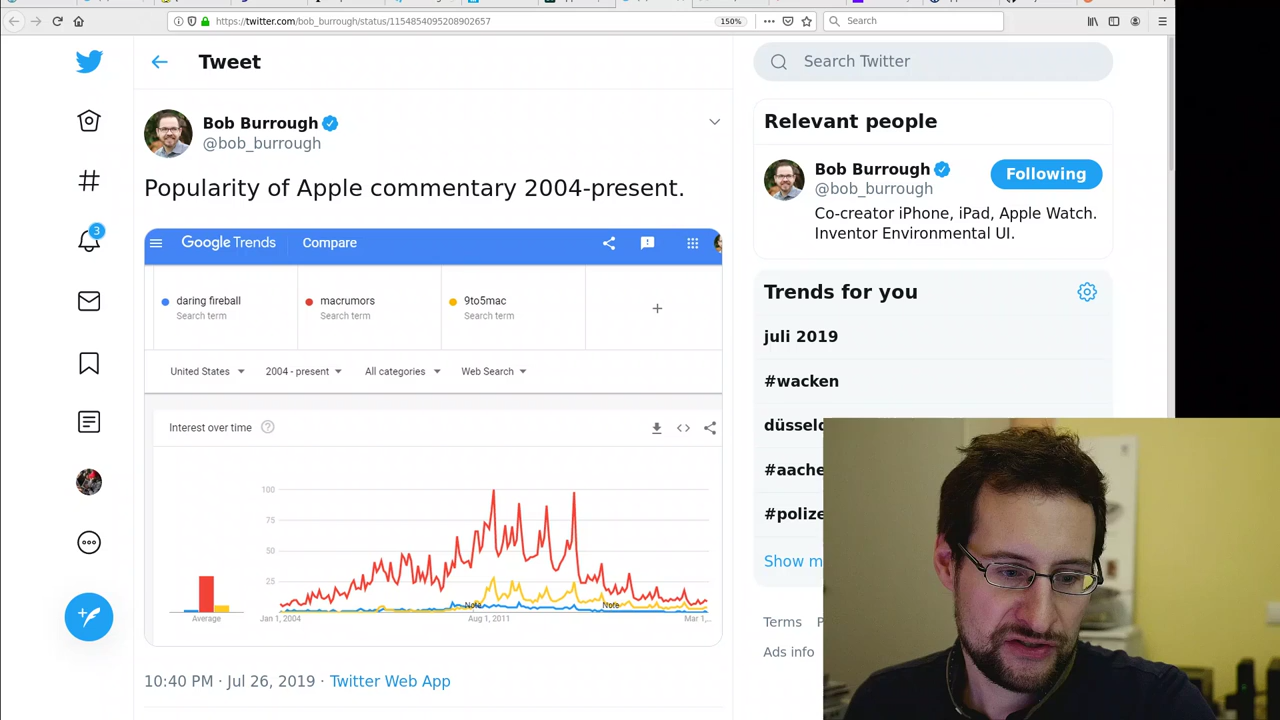 https://twitter.com/bob_burrough/status/1154854095208902657
150%
Search
Tweet
Search Twitter
Bob Burrough
@bob_burrough
Popularity of Apple commentary 2004-present.
Google Trends
Compare
daring fireball
Search term
macrumors
Search term
9to5mac
Search term
+
United States
2004 - present
All categories
Web Search
Interest over time
100
75
50
25
Note
Note
Average
Jan 1, 2004
Aug 1, 2011
Mar 1,...
10:40 PM · Jul 26, 2019 · Twitter Web App
3
Relevant people
Bob Burrough
@bob_burrough
Following
Co-creator iPhone, iPad, Apple Watch.
Inventor Environmental UI.
Trends for you
juli 2019
#wacken
düsseld
#aache
#polize
Show m
Terms
Ads info